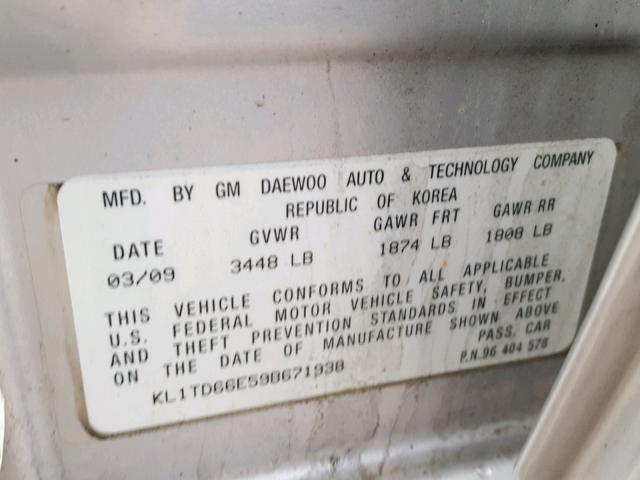 MFD. BY GM DAEWOO AUTO & TECHNOLOGY COMPANY
REPUBLIC OF KOREA
DATE GVWR GAWR FRT GAWR RR
03/09 3448 LB 1874 LB 1808 LB
THIS VEHICLE CONFORMS TO ALL APPLICABLE
U.S. FEDERAL MOTOR VEHICLE SAFETY, BUMPER,
AND THEFT PREVENTION STANDARDS IN EFFECT
ON THE DATE OF MANUFACTURE SHOWN ABOVE
PASS. CAR
KL1TD66E59B671938 P.N.96 404 578